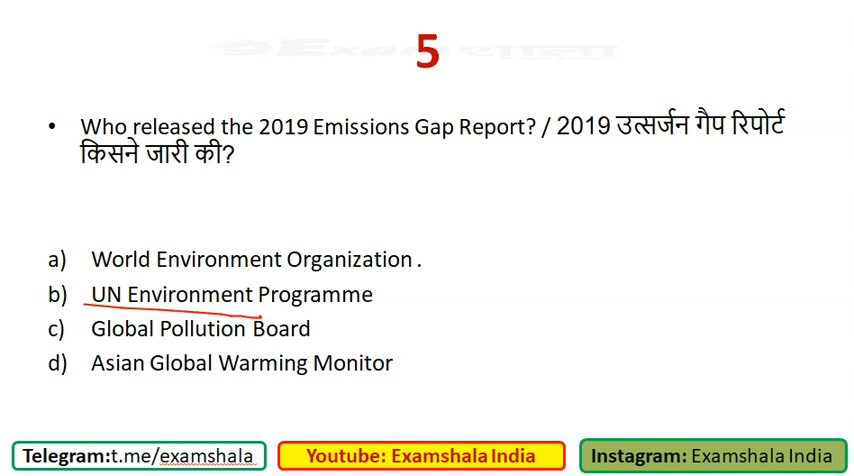 5
• Who released the 2019 Emissions Gap Report? / 2019 उत्सर्जन गैप रिपोर्ट
किसने जारी की?
a) World Environment Organization .
b) UN Environment Programme
c) Global Pollution Board
d) Asian Global Warming Monitor
Telegram:t.me/examshala
Youtube: Examshala India
Instagram: Examshala India